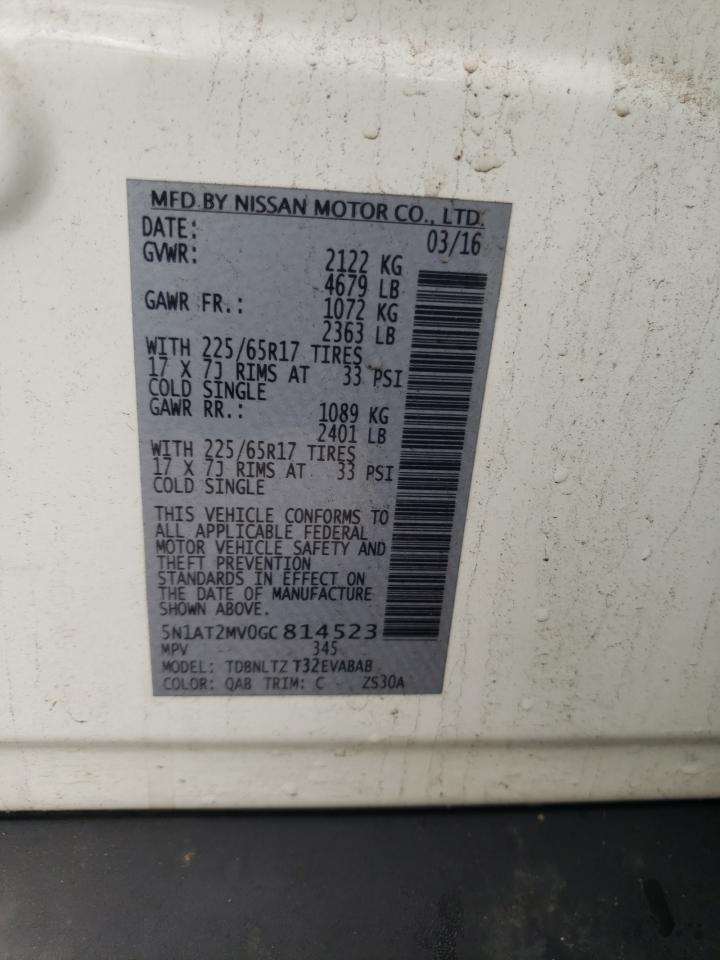 MFD.BY NISSAN MOTOR CO., LTD.
DATE: 03/16
GVWR: 2122 KG
4679 LB
GAWR FR.: 1072 KG
2363 LB
WITH 225/65R17 TIRES
17 X 7J RIMS AT 33 PSI
COLD SINGLE
GAWR RR.: 1089 KG
2401 LB
WITH 225/65R17 TIRES
17 X 7J RIMS AT 33 PSI
COLD SINGLE
THIS VEHICLE CONFORMS TO
ALL APPLICABLE FEDERAL
MOTOR VEHICLE SAFETY AND
THEFT PREVENTION
STANDARDS IN EFFECT ON
THE DATE OF MANUFACTURE
SHOWN ABOVE.
5N1AT2MV0GC814523
MPV 345
MODEL: TDBNLTZ T32EVABAB
COLOR: QAB TRIM: C ZS30A